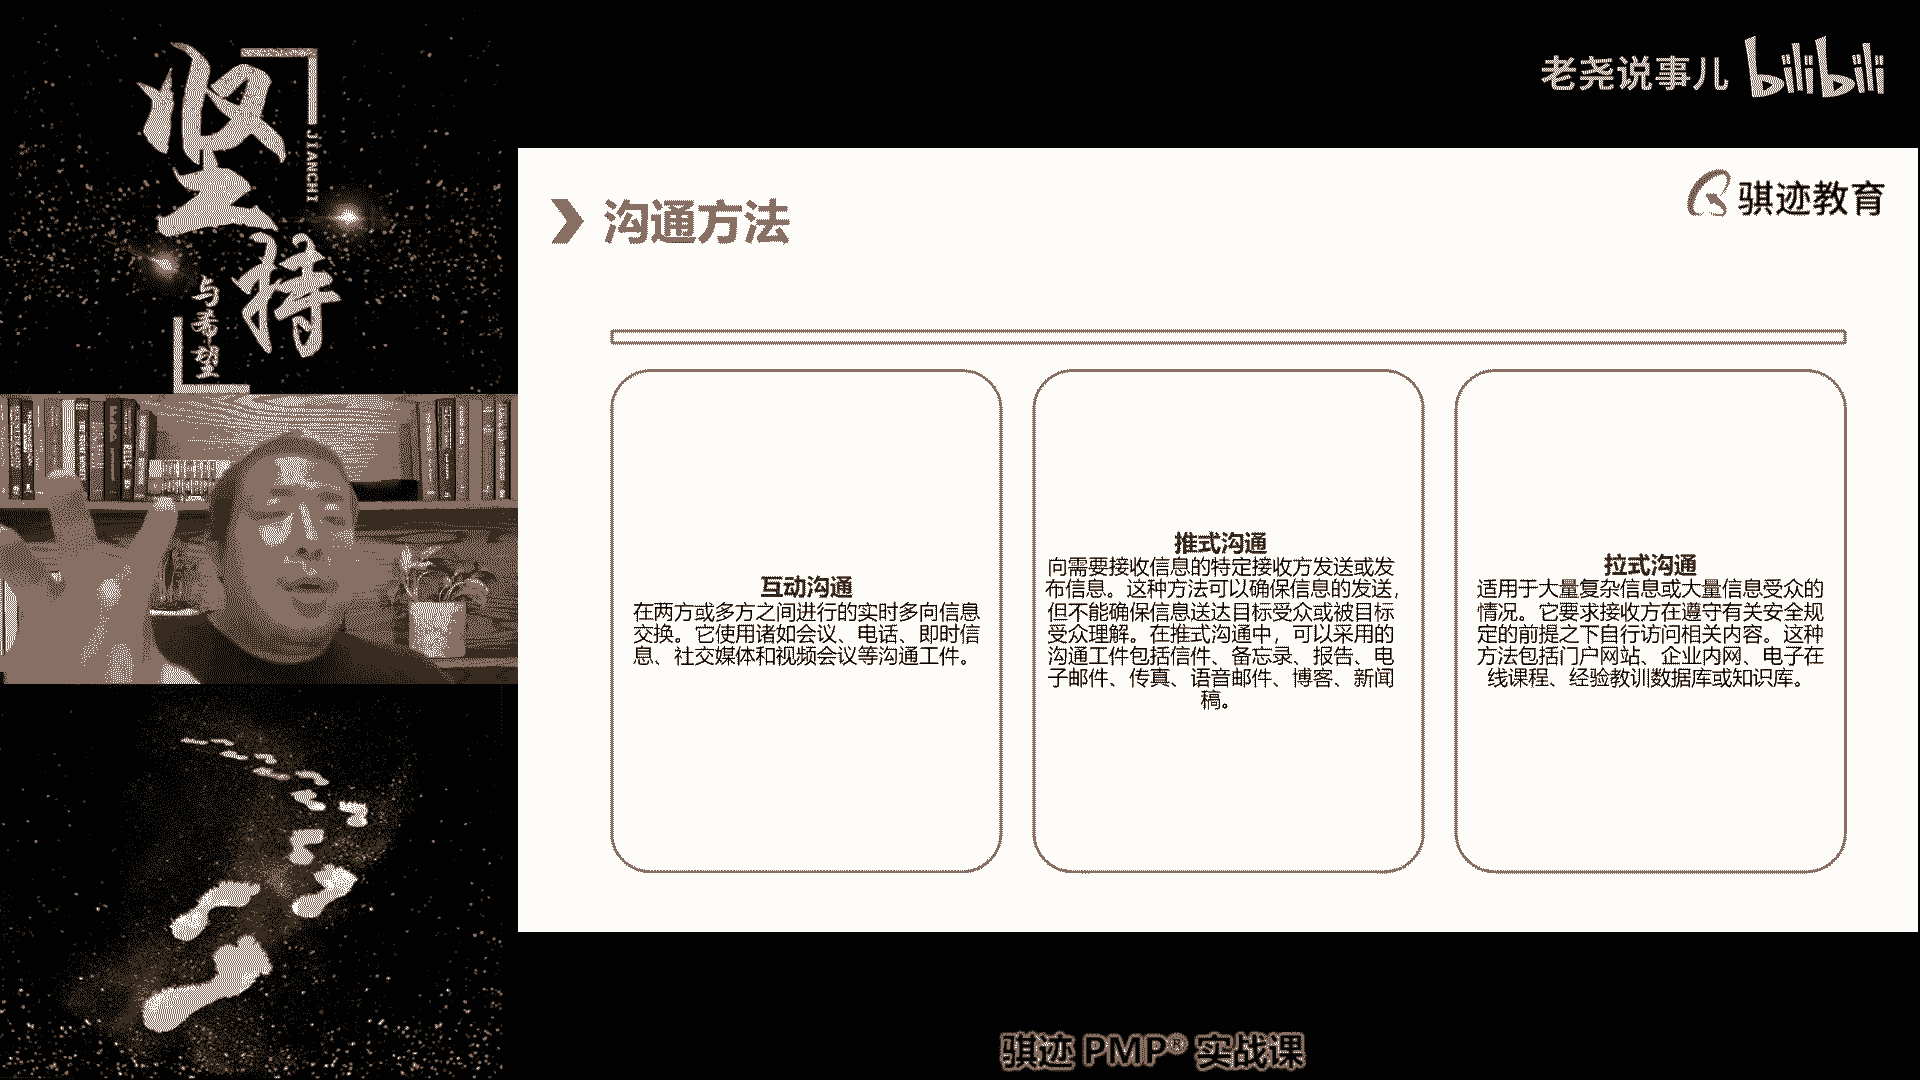 坚持
JIANCHI
与希望
老尧说事儿 bilibili
骐迹教育
沟通方法
互动沟通
在两方或多方之间进行的实时多向信息
交换。它使用诸如会议、电话、即时信
息、社交媒体和视频会议等沟通工件。
推式沟通
向需要接收信息的特定接收方发送或发
布信息。这种方法可以确保信息的发送，
但不能确保信息送达目标受众或被目标
受众理解。在推式沟通中，可以采用的
沟通工件包括信件、备忘录、报告、电
子邮件、传真、语音邮件、博客、新闻
稿。
拉式沟通
适用于大量复杂信息或大量信息受众的
情况。它要求接收方在遵守有关安全规
定的前提之下自行访问相关内容。这种
方法包括门户网站、企业内网、电子在
线课程、经验教训数据库或知识库。
骐迹 PMP® 实战课